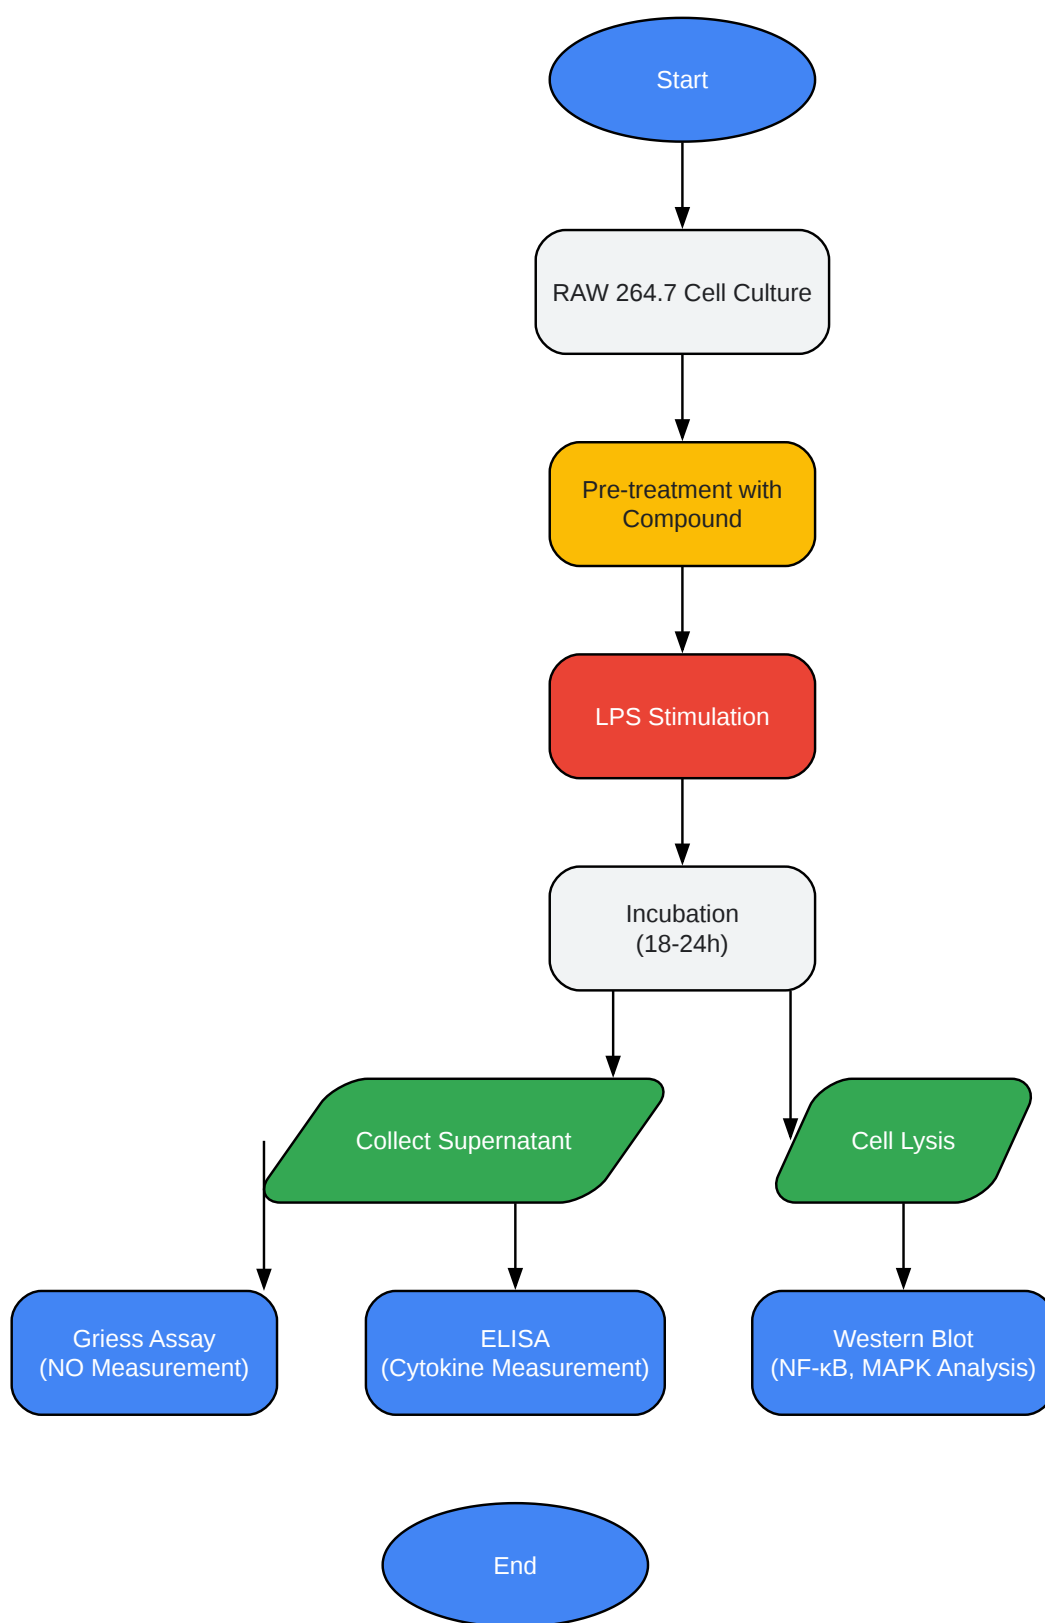 Start
RAW 264.7 Cell Culture
Pre-treatment with
Compound
LPS Stimulation
Incubation
(18-24h)
Collect Supernatant
Cell Lysis
Griess Assay
(NO Measurement)
ELISA
(Cytokine Measurement)
Western Blot
(NF-κB, MAPK Analysis)
End